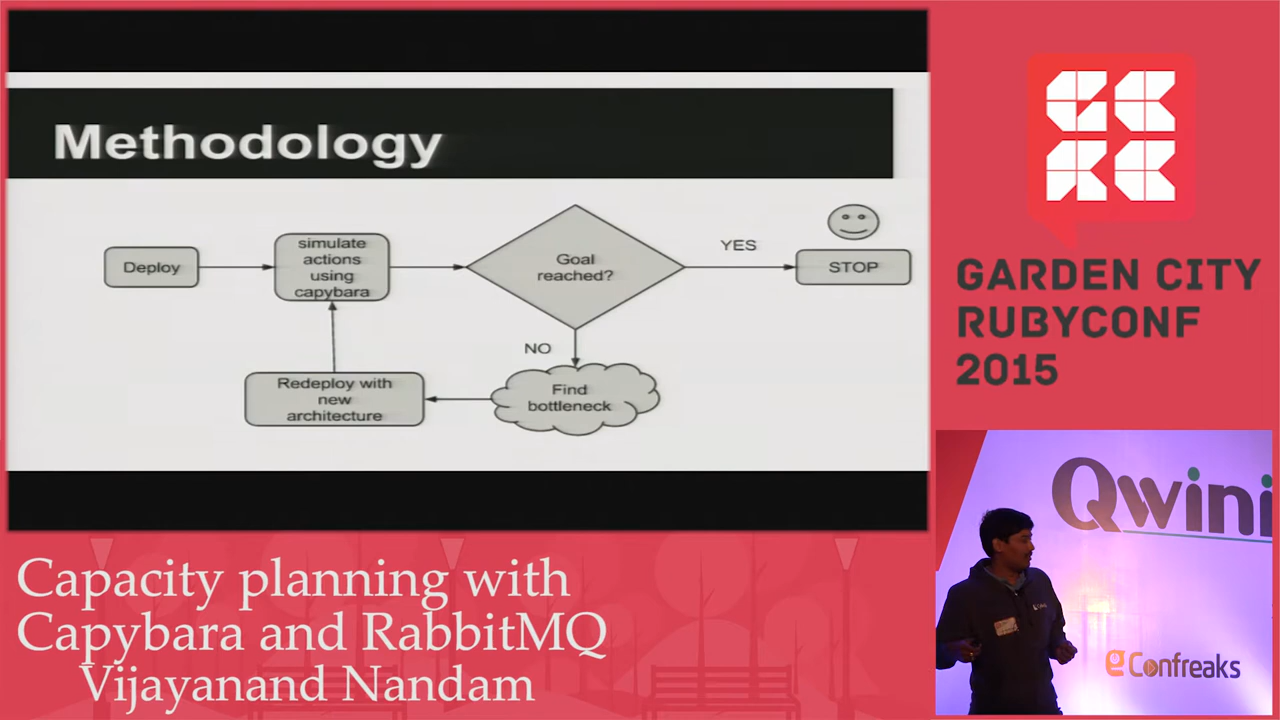 Methodology
Deploy
simulate
actions
using
capybara
Goal
reached?
YES
STOP
NO
Find
bottleneck
Redeploy with
new
architecture
GARDEN CITY
RUBYCONF
2015
Qwini
Confreaks
Capacity planning with
Capybara and RabbitMQ
Vijayanand Nandam